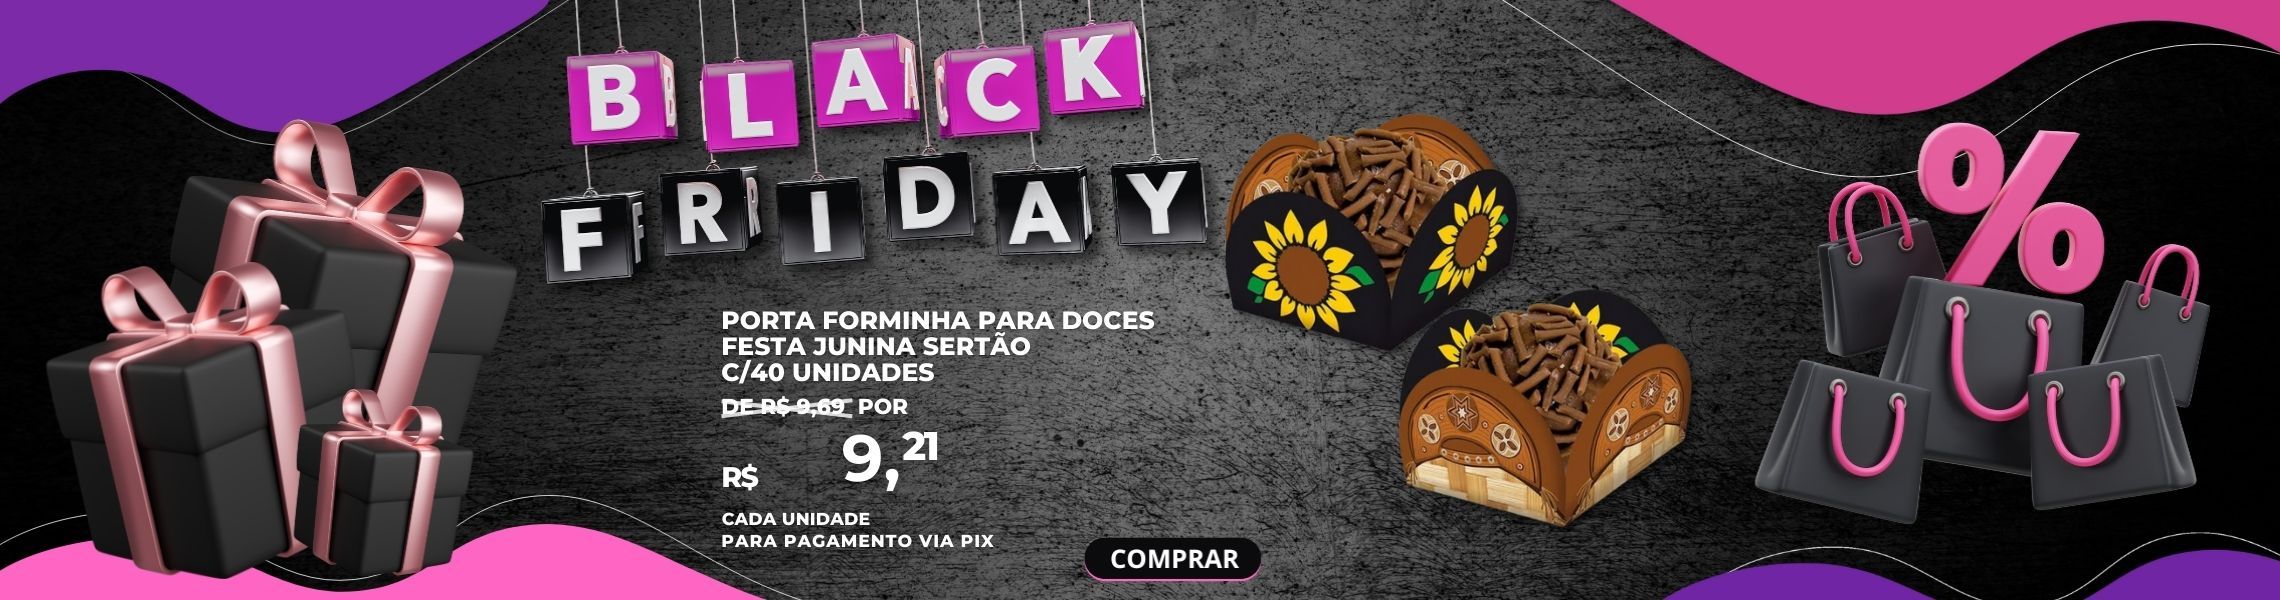 BLACK
FRIDAY
PORTA FORMINHA PARA DOCES
FESTA JUNINA SERTÃO
C/40 UNIDADES
DE R$ 9,69 POR
R$ 9,21
CADA UNIDADE
PARA PAGAMENTO VIA PIX
COMPRAR
%